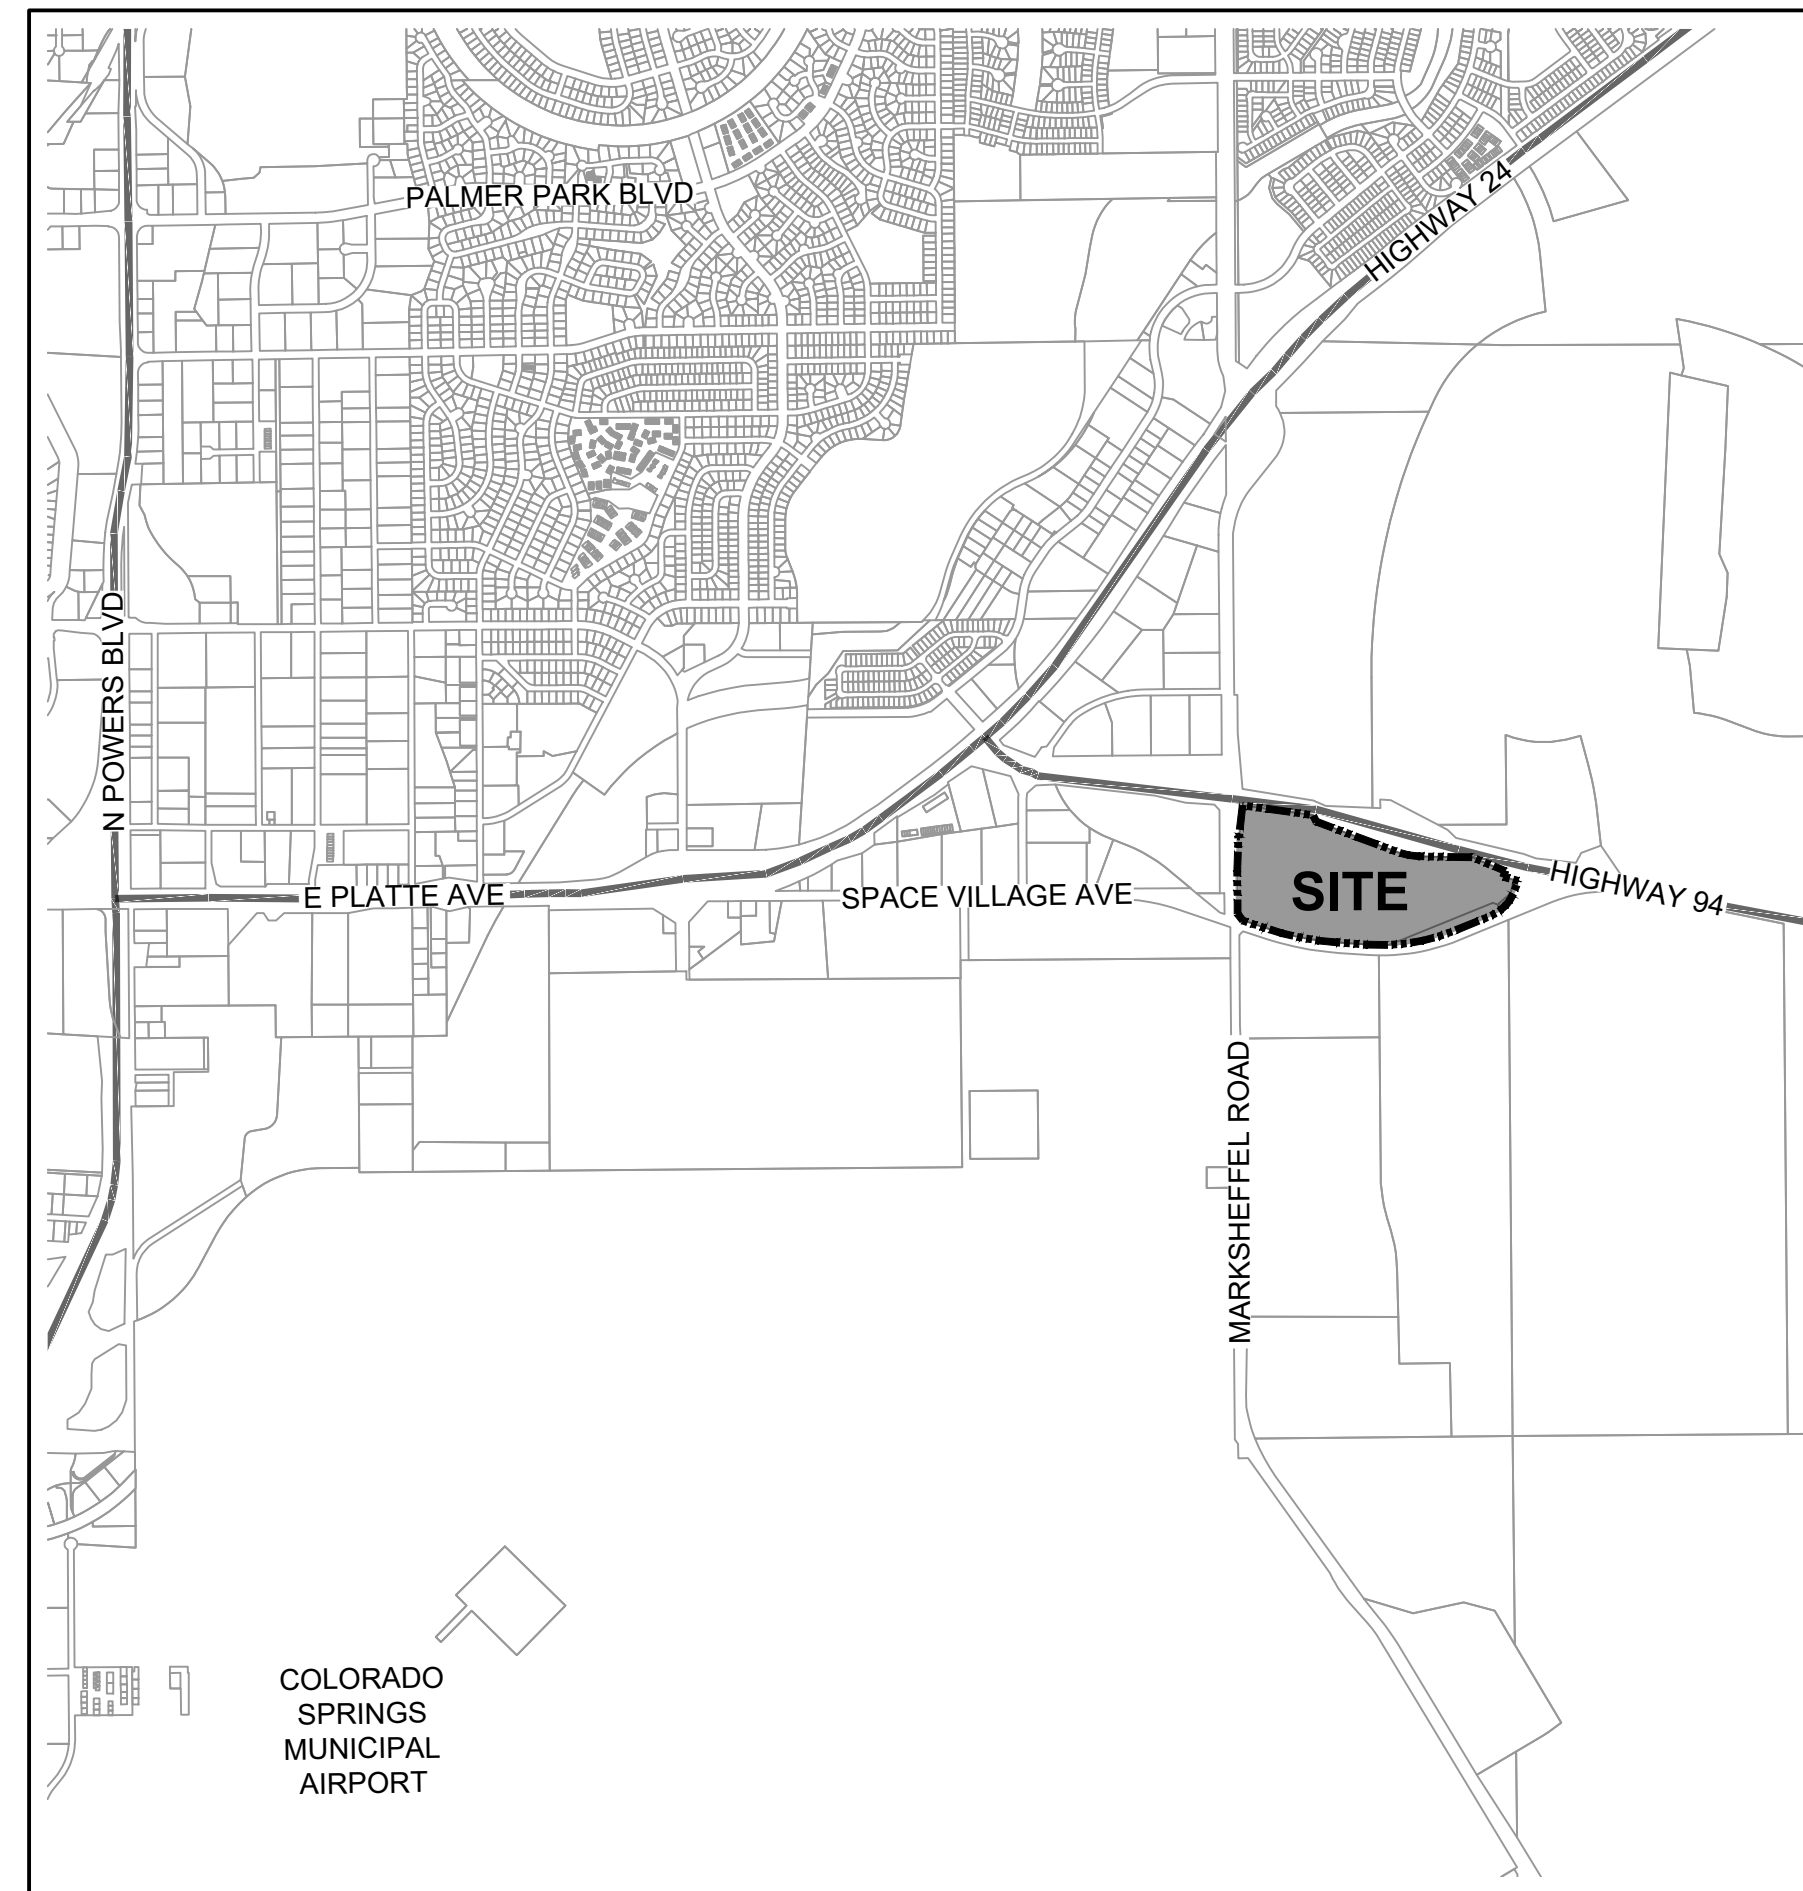 PALMER PARK BLVD
HIGHWAY 24
N POWERS BLVD
E PLATTE AVE
SPACE VILLAGE AVE
SITE
HIGHWAY 94
MARKSHEFFEL ROAD
COLORADO
SPRINGS
MUNICIPAL
AIRPORT